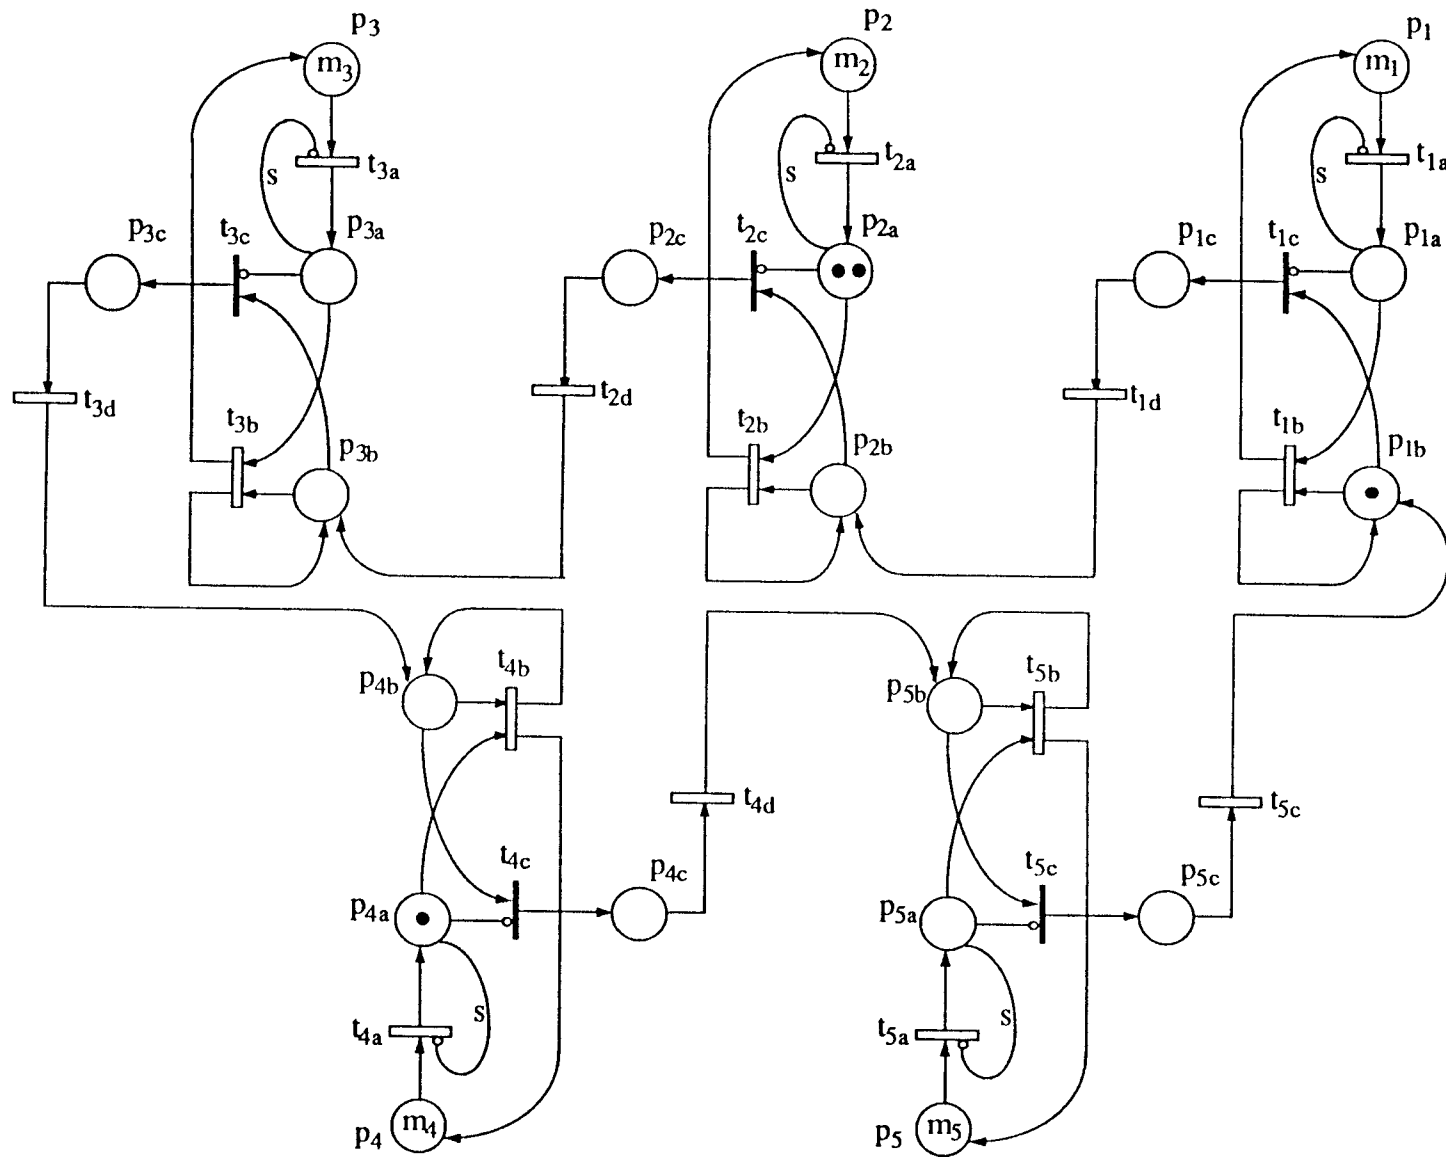 p3 p2 p1
m3 m2 m1
s t3a s t2a s t1a
p3c t3c p3a p2c t2c p2a p1c t1c p1a
t3d t2d t1d
t3b p3b t2b p2b t1b p1b
p4b t4b p5b t5b
t4d t5c
p4a t4c p4c p5a t5c p5c
t4a s t5a s
p4 m4 p5 m5